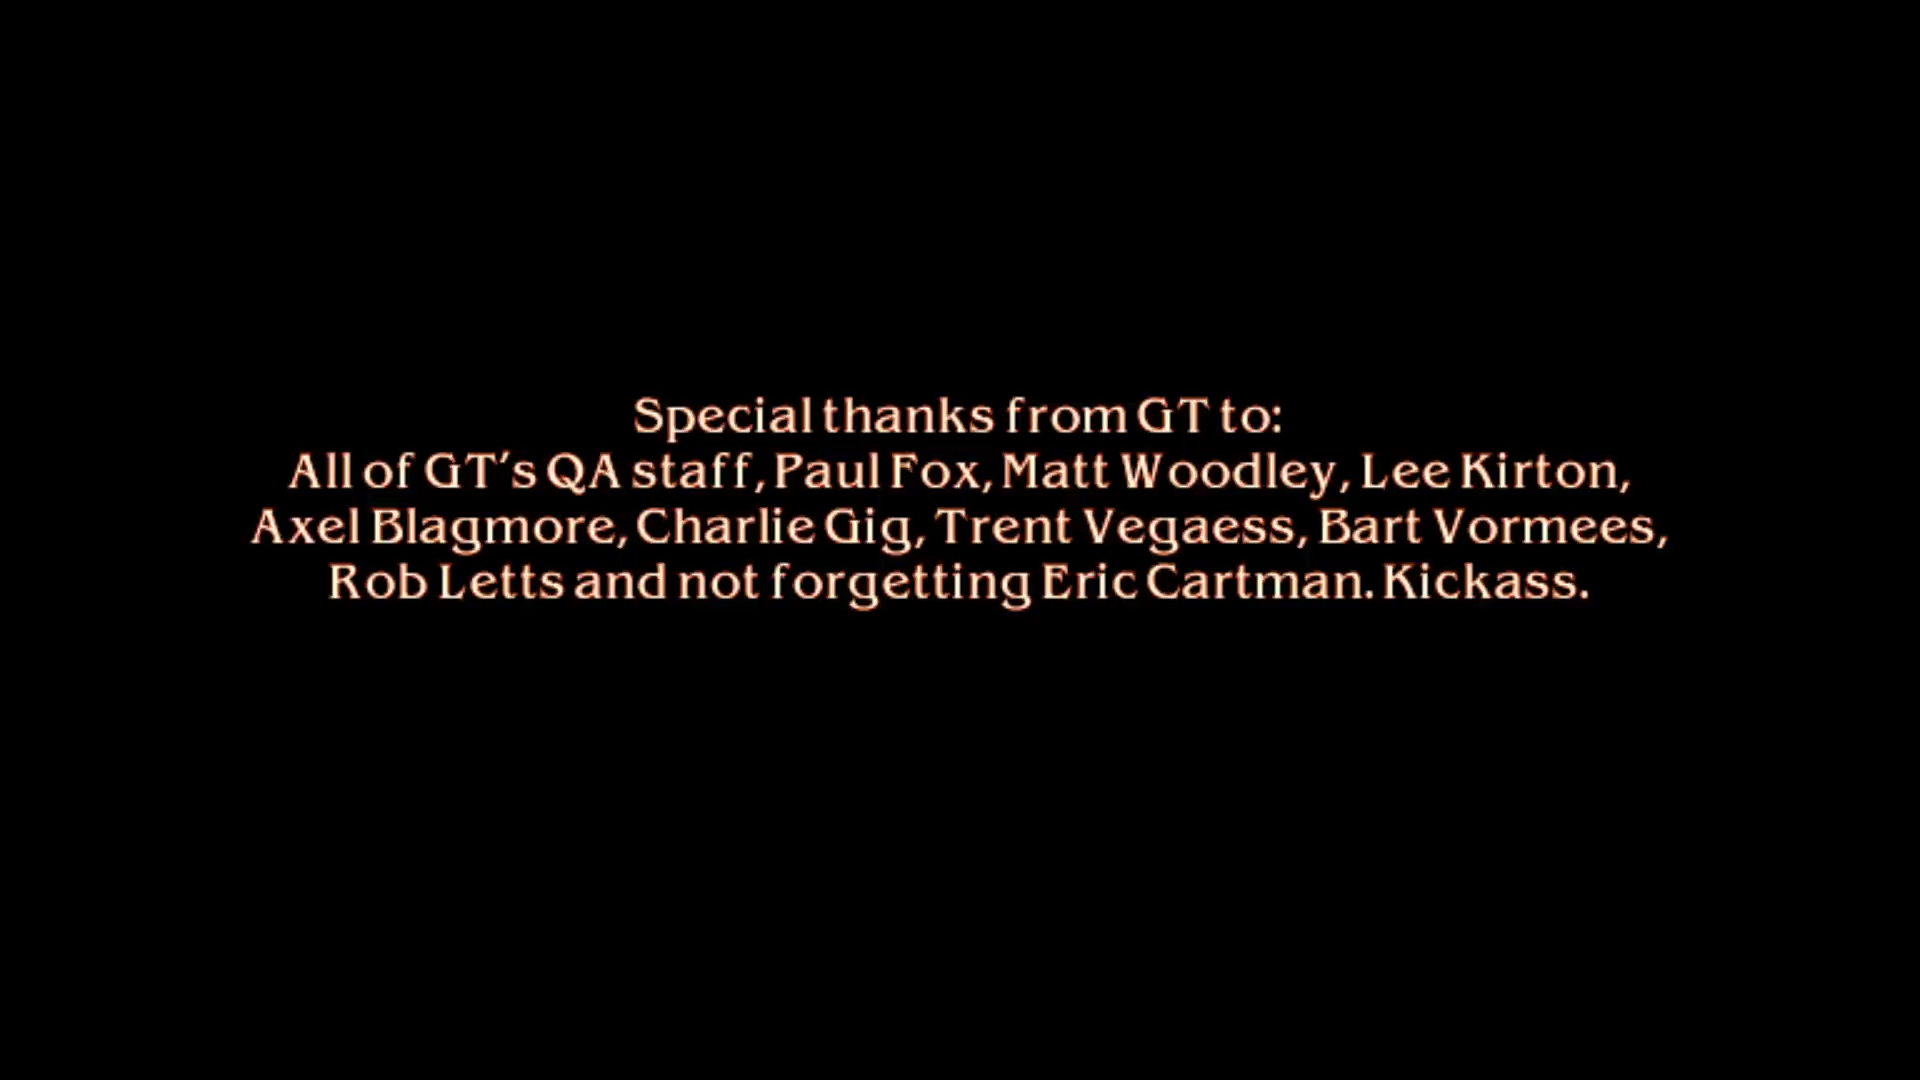 Special thanks from GT to:
All of GT's QA staff, Paul Fox, Matt Woodley, Lee Kirton,
Axel Blagmore, Charlie Gig, Trent Vegaess, Bart Vormees,
Rob Letts and not forgetting Eric Cartman. Kickass.